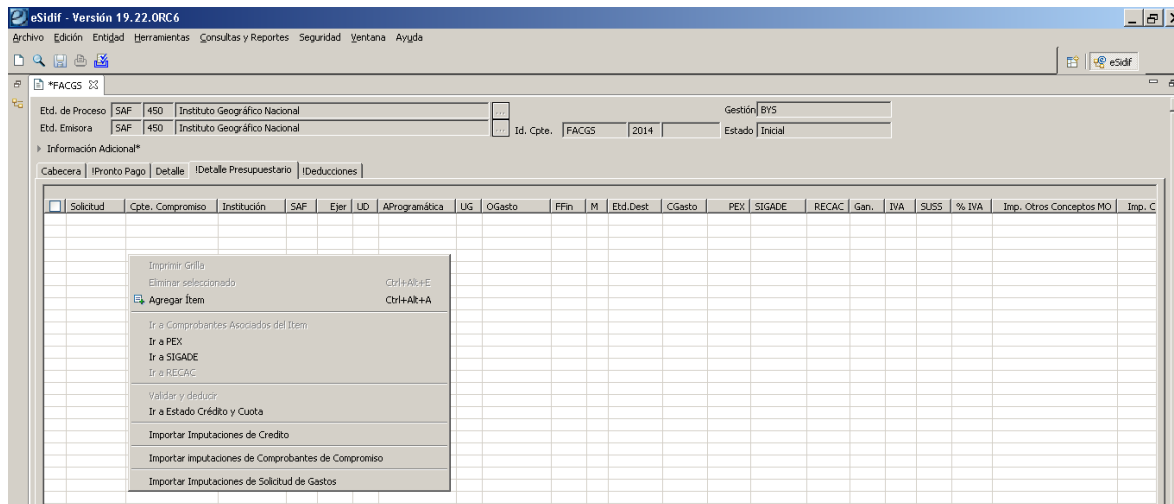 eSidif - Versión 19.22.0RC6
Archivo Edición Entidad Herramientas Consultas y Reportes Seguridad Ventana Ayuda
eSidif
*FACGS
Etd. de Proceso SAF 450 Instituto Geográfico Nacional ... Gestión BYS
Etd. Emisora SAF 450 Instituto Geográfico Nacional ... Id. Cpte. FACGS 2014 Estado Inicial
Información Adicional*
Cabecera !Pronto Pago Detalle !Detalle Presupuestario !Deducciones
Solicitud Cpte. Compromiso Institución SAF Ejer UD AProgramática UG OGasto FFin M Etd.Dest CGasto PEX SIGADE RECAC Gan. IVA SUSS % IVA Imp. Otros Conceptos MO Imp. C
Imprimir Grilla
Eliminar seleccionado Ctrl+Alt+E
Agregar Ítem Ctrl+Alt+A
Ir a Comprobantes Asociados del Item
Ir a PEX
Ir a SIGADE
Ir a RECAC
Validar y deducir
Ir a Estado Crédito y Cuota
Importar Imputaciones de Credito
Importar imputaciones de Comprobantes de Compromiso
Importar Imputaciones de Solicitud de Gastos